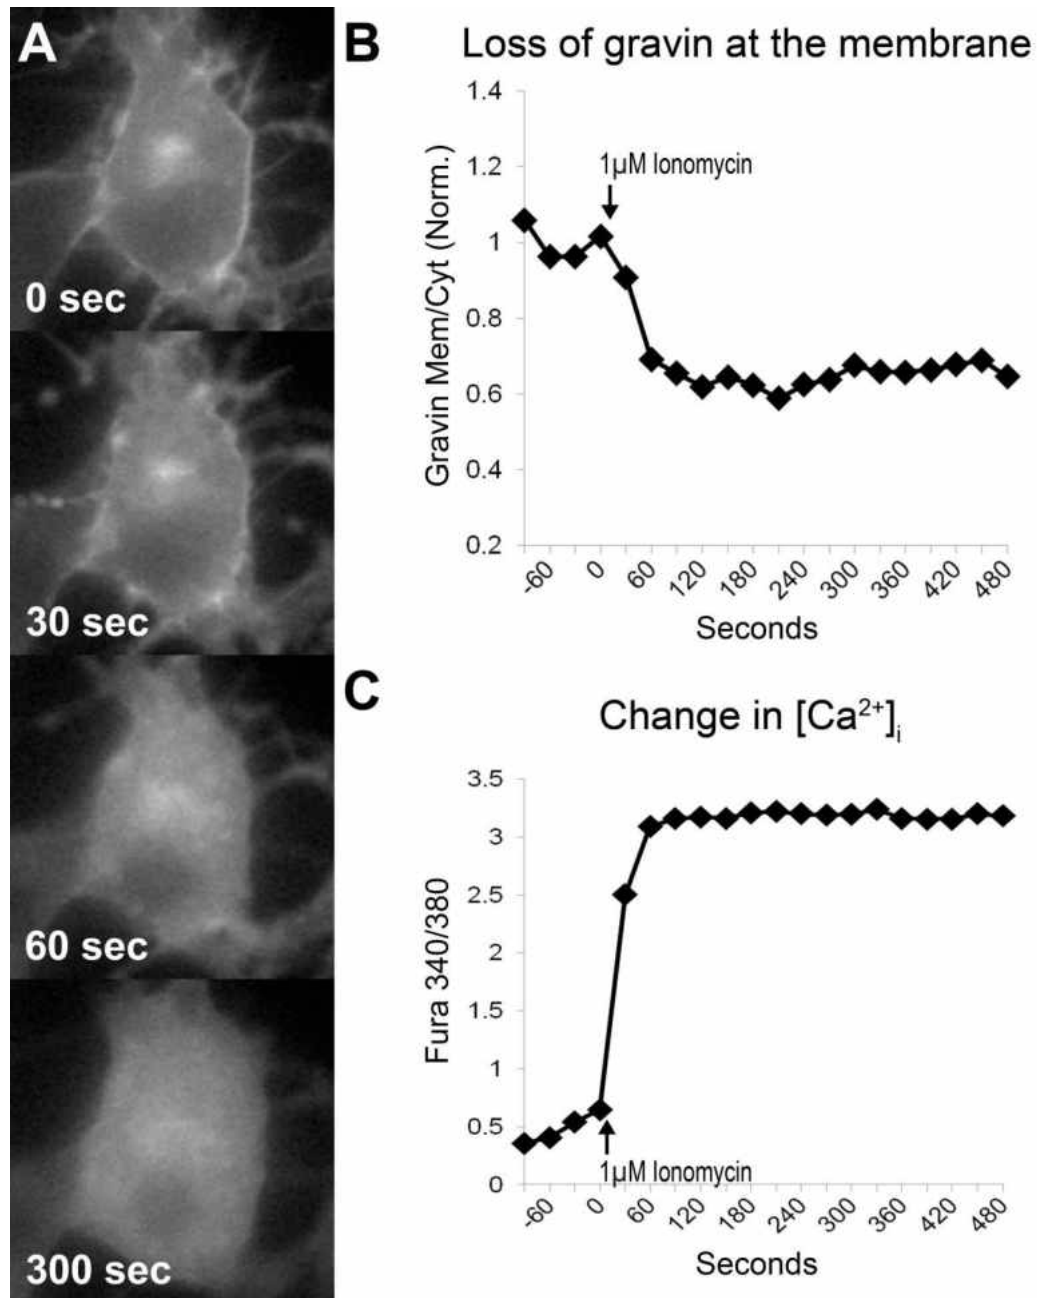 A
0 sec
30 sec
60 sec
300 sec
B
Loss of gravin at the membrane
1.4
1.2
1
0.8
0.6
0.4
0.2
Gravin Mem/Cyt (Norm.)
1µM Ionomycin
-60 0 60 120 180 240 300 360 420 480
Seconds
C
Change in [Ca²⁺]ᵢ
3.5
3
2.5
2
1.5
1
0.5
0
Fura 340/380
1µM Ionomycin
-60 0 60 120 180 240 300 360 420 480
Seconds